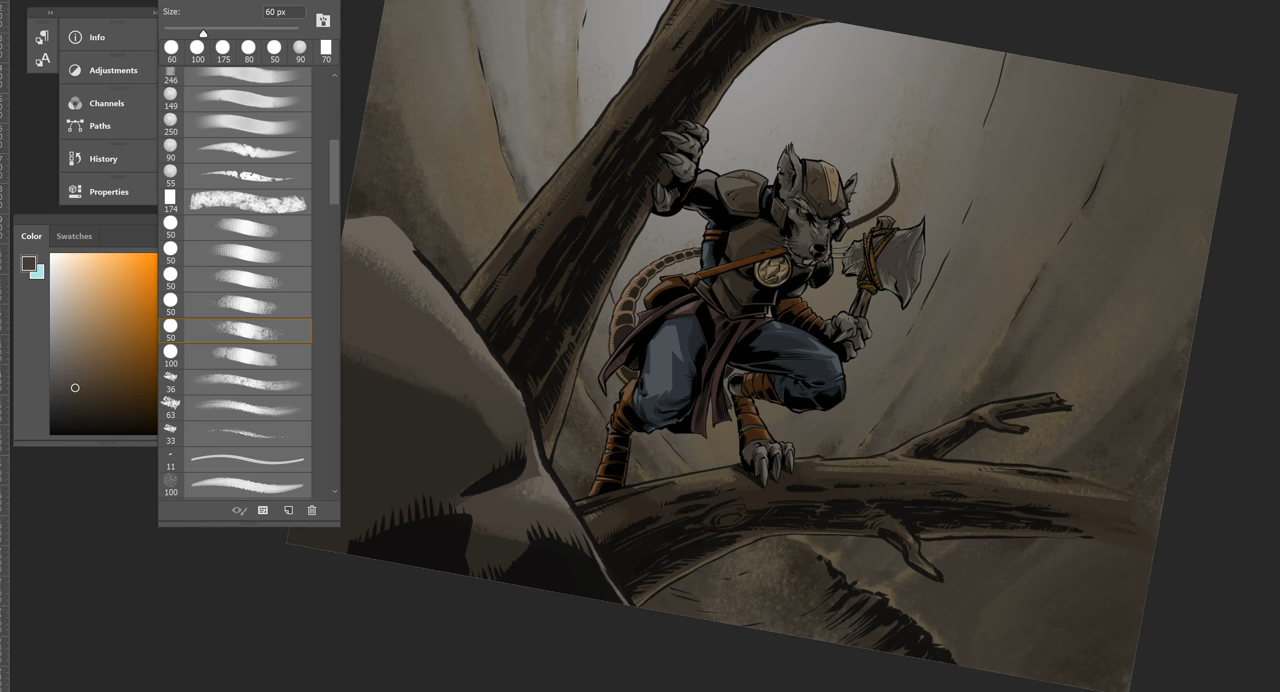 Size:
60 px
60 100 175 80 50 90 70
Info
Adjustments
Channels
Paths
History
Properties
Color
Swatches
246
149
250
90
55
174
50
50
50
50
50
100
36
63
33
11
100